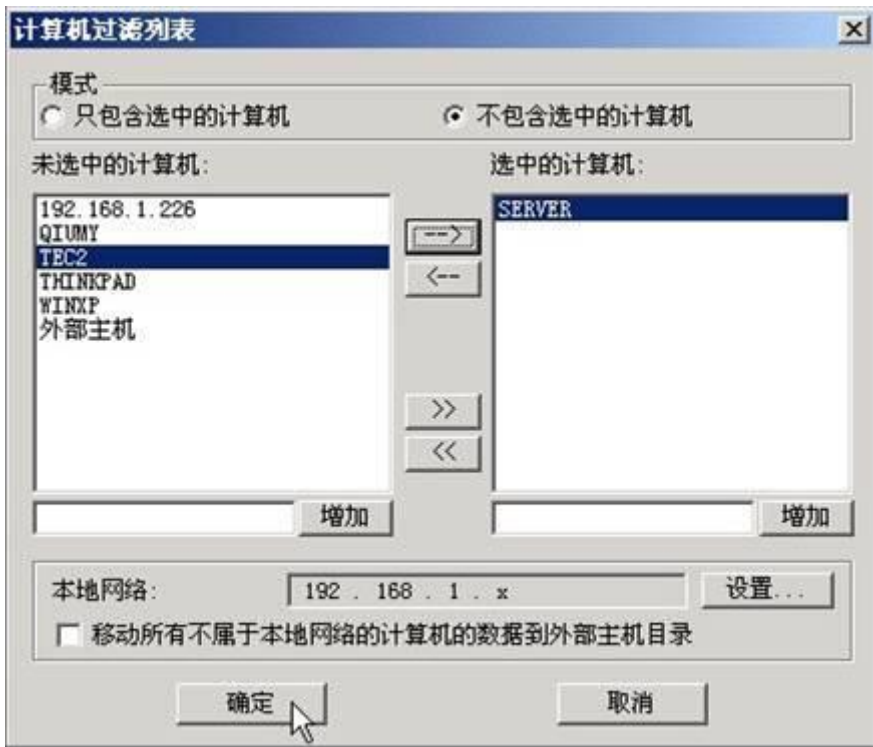 计算机过滤列表
模式
只包含选中的计算机 不包含选中的计算机
未选中的计算机: 选中的计算机:
192.168.1.226
QIUMY
TEC2
THINKPAD
WINXP
外部主机
SERVER
-->
<--
>>
<<
增加 增加
本地网络: 192 . 168 . 1 . x 设置...
移动所有不属于本地网络的计算机的数据到外部主机目录
确定 取消